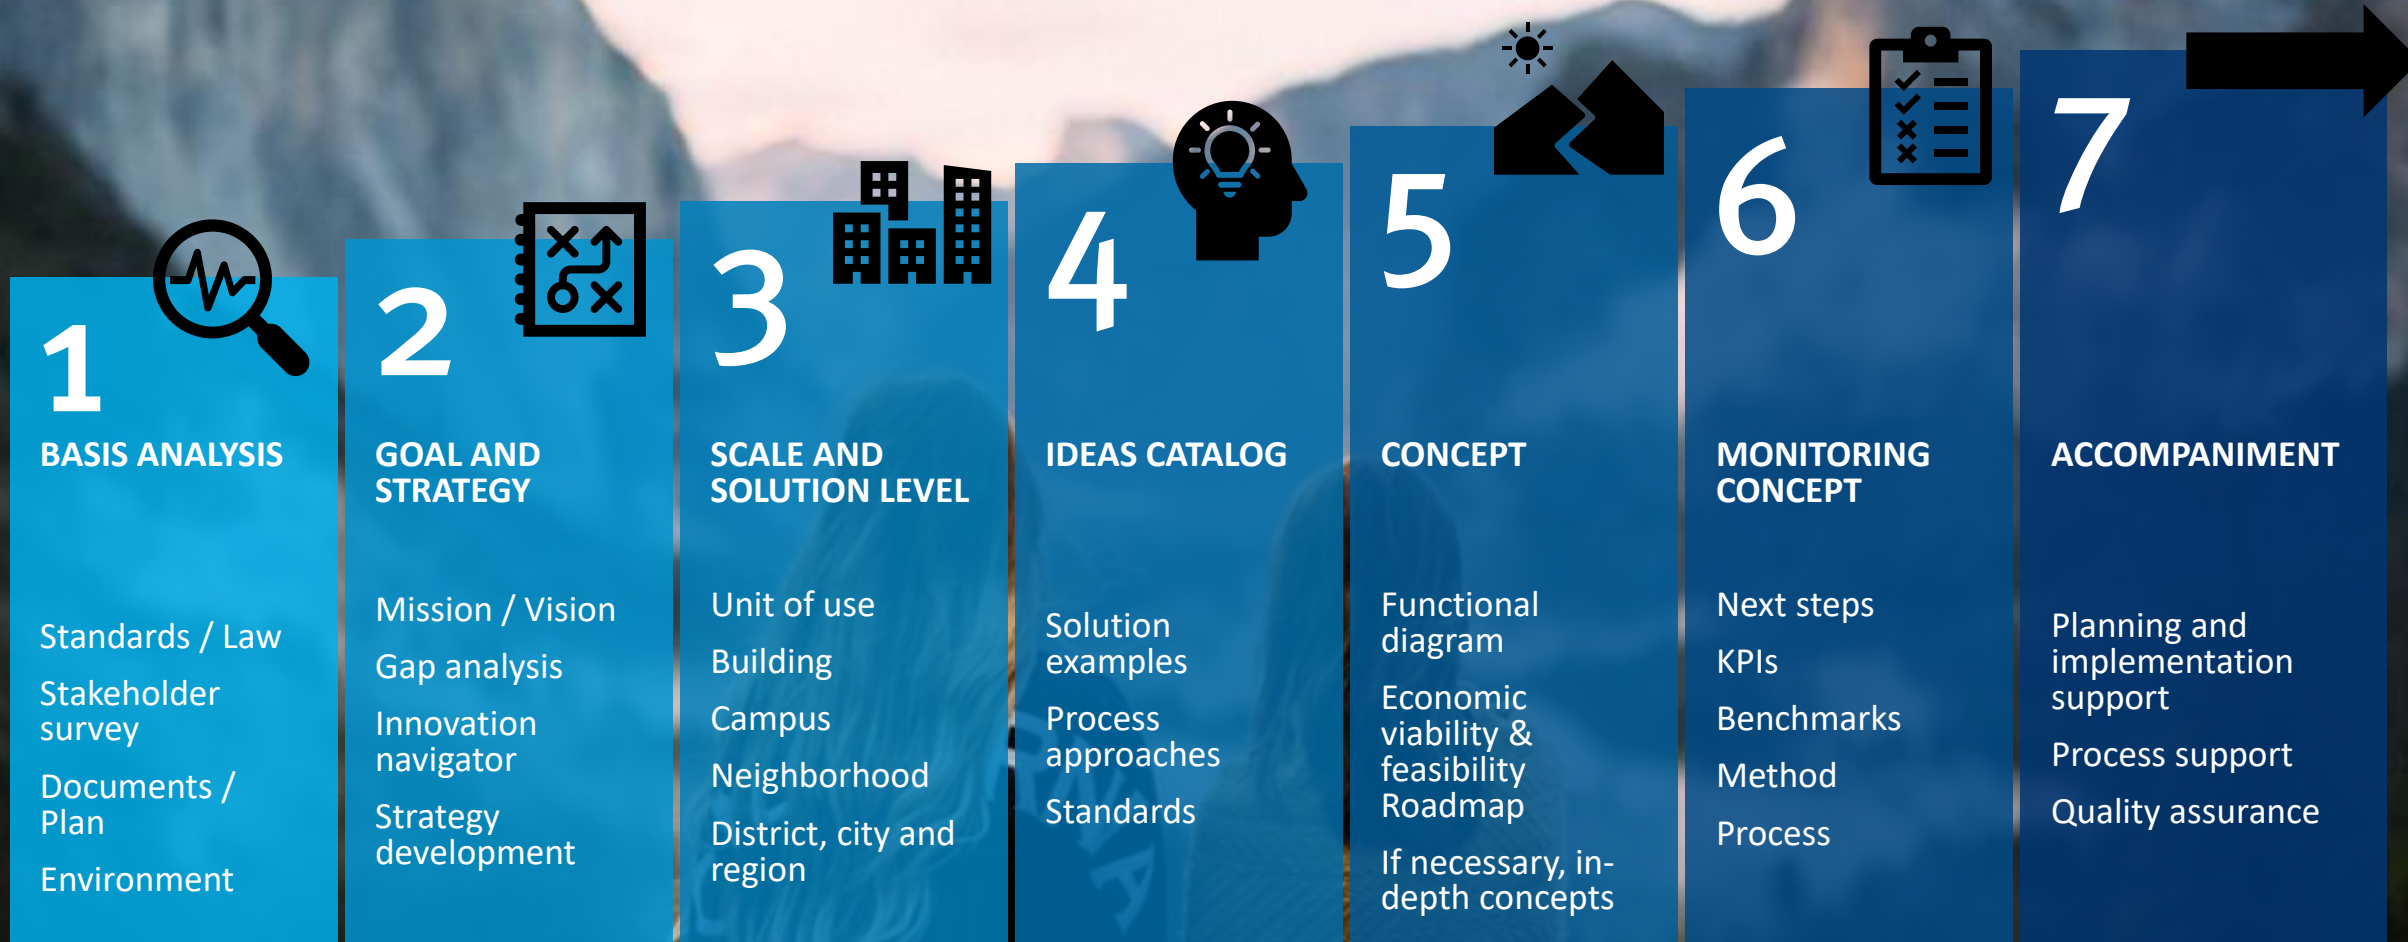 1
BASIS ANALYSIS
Standards / Law
Stakeholder
survey
Documents /
Plan
Environment
2
GOAL AND
STRATEGY
Mission / Vision
Gap analysis
Innovation
navigator
Strategy
development
3
SCALE AND
SOLUTION LEVEL
Unit of use
Building
Campus
Neighborhood
District, city and
region
4
IDEAS CATALOG
Solution
examples
Process
approaches
Standards
5
CONCEPT
Functional
diagram
Economic
viability &
feasibility
Roadmap
If necessary, in-
depth concepts
6
MONITORING
CONCEPT
Next steps
KPIs
Benchmarks
Method
Process
7
ACCOMPANIMENT
Planning and
implementation
support
Process support
Quality assurance